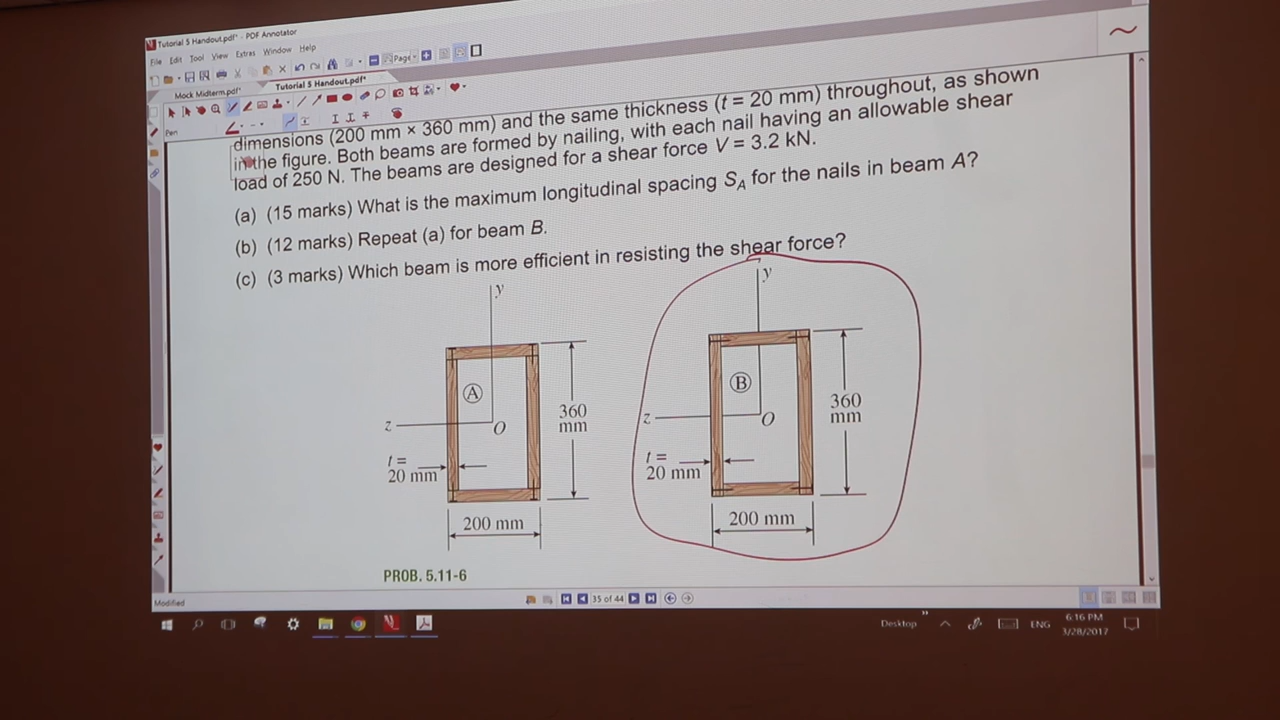 Tutorial 5 Handout.pdf* - PDF Annotator
File Edit Tool View Extras Window Help
Page
Mock Midterm.pdf*
Tutorial 5 Handout.pdf*
Pen
dimensions (200 mm × 360 mm) and the same thickness (t = 20 mm) throughout, as shown
in the figure. Both beams are formed by nailing, with each nail having an allowable shear
load of 250 N. The beams are designed for a shear force V = 3.2 kN.
(a) (15 marks) What is the maximum longitudinal spacing SA for the nails in beam A?
(b) (12 marks) Repeat (a) for beam B.
(c) (3 marks) Which beam is more efficient in resisting the shear force?
y
A
z
O
360
mm
t =
20 mm
200 mm
y
B
z
O
360
mm
t =
20 mm
200 mm
PROB. 5.11-6
Modified
35 of 44
Desktop
ENG
6:16 PM
3/28/2017